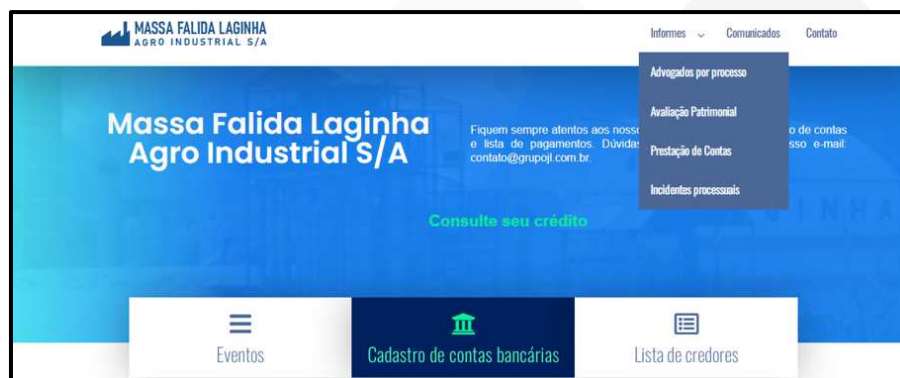 MASSA FALIDA LAGINHA
AGRO INDUSTRIAL S/A
Informes
Comunicados
Contato
Advogados por processo
Avaliação Patrimonial
Prestação de Contas
Incidentes processuais
Massa Falida Laginha
Agro Industrial S/A
Fiquem sempre atentos aos nosso o de contas
e lista de pagamentos. Dúvidas sso e-mail:
contato@grupojl.com.br.
Consulte seu crédito
GINHA
Eventos
Cadastro de contas bancárias
Lista de credores